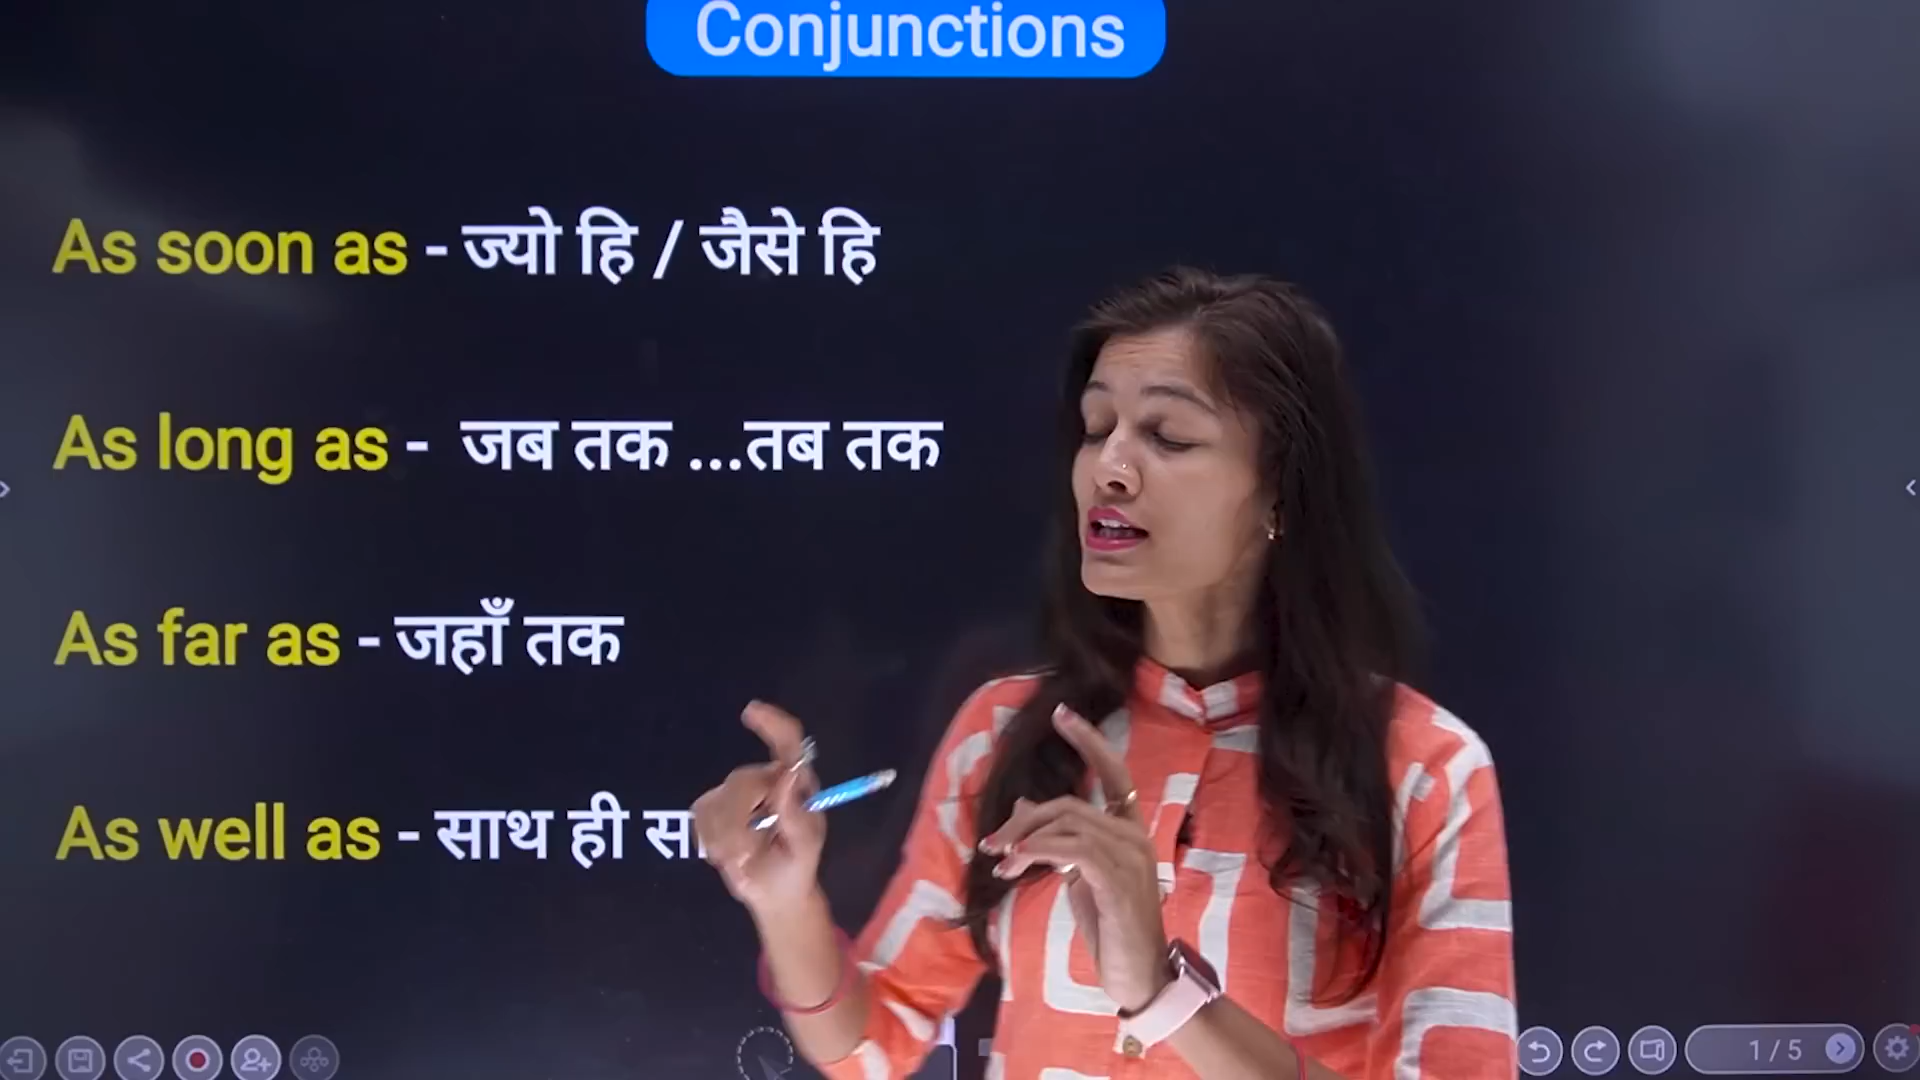 Conjunctions
As soon as - ज्यो हि / जैसे हि
As long as - जब तक ...तब तक
As far as - जहाँ तक
As well as - साथ ही
1 / 5